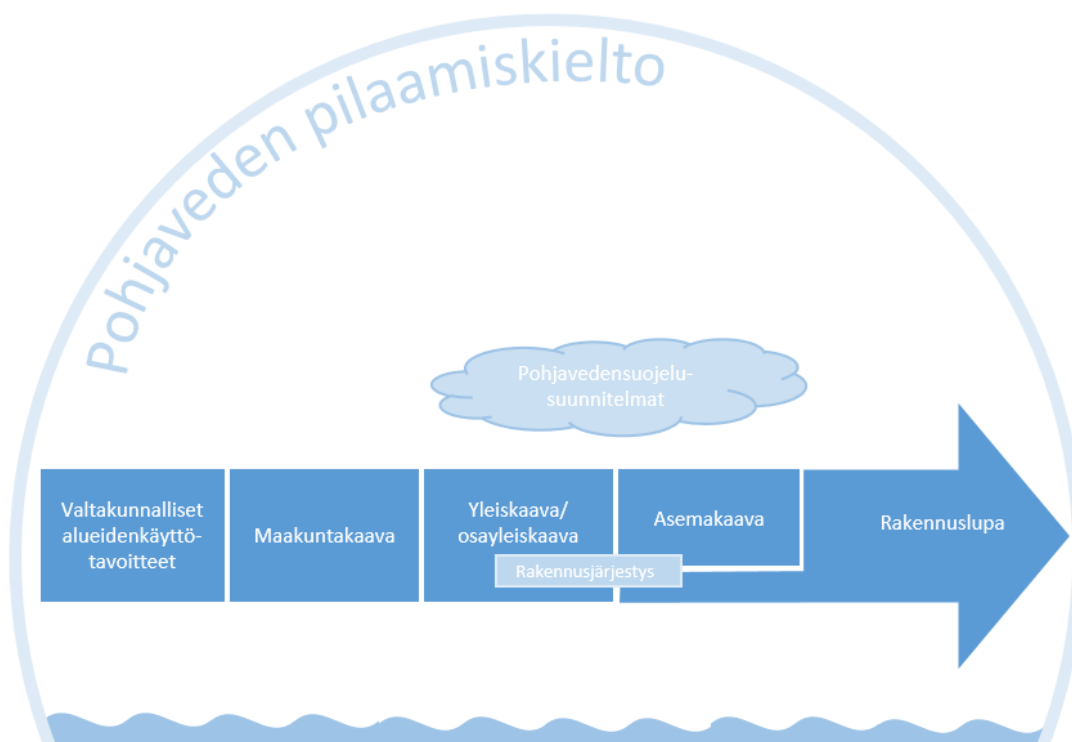 Pohjaveden pilaamiskielto
Pohjavedensuojelu-
suunnitelmat
Valtakunnalliset
alueidenkäyttö-
tavoitteet
Maakuntakaava
Yleiskaava/
osayleiskaava
Rakennusjärjestys
Asemakaava
Rakennuslupa